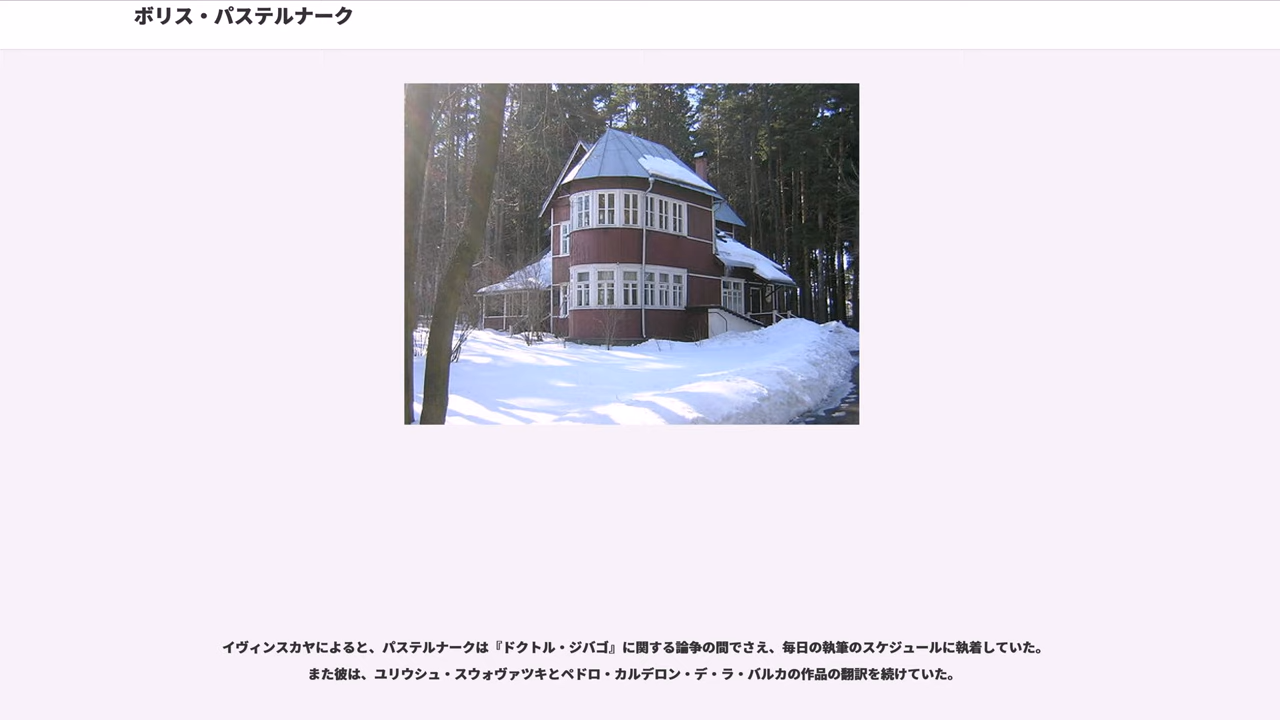 ボリス・パステルナーク
イヴィンスカヤによると、パステルナークは『ドクトル・ジバゴ』に関する論争の間でさえ、毎日の執筆のスケジュールに執着していた。
また彼は、ユリウシュ・スウォヴァツキとペドロ・カルデロン・デ・ラ・バルカの作品の翻訳を続けていた。